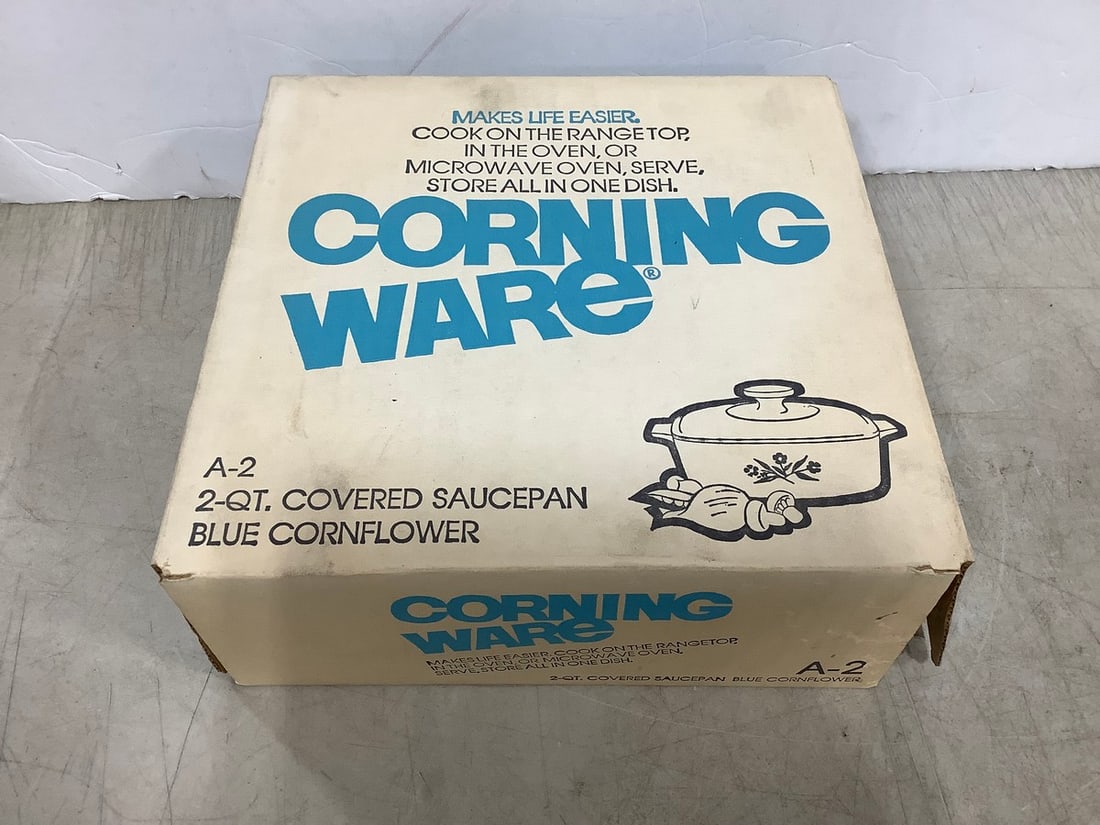 MAKES LIFE EASIER.
COOK ON THE RANGE TOP,
IN THE OVEN, OR
MICROWAVE OVEN, SERVE,
STORE ALL IN ONE DISH.
CORNING
WARe®
A-2
2-QT. COVERED SAUCEPAN
BLUE CORNFLOWER
CORNING
WARe
MAKES LIFE EASIER. COOK ON THE RANGETOP,
IN THE OVEN, OR MICROWAVE OVEN,
SERVE, STORE ALL IN ONE DISH.
A-2
2-QT. COVERED SAUCEPAN BLUE CORNFLOWER